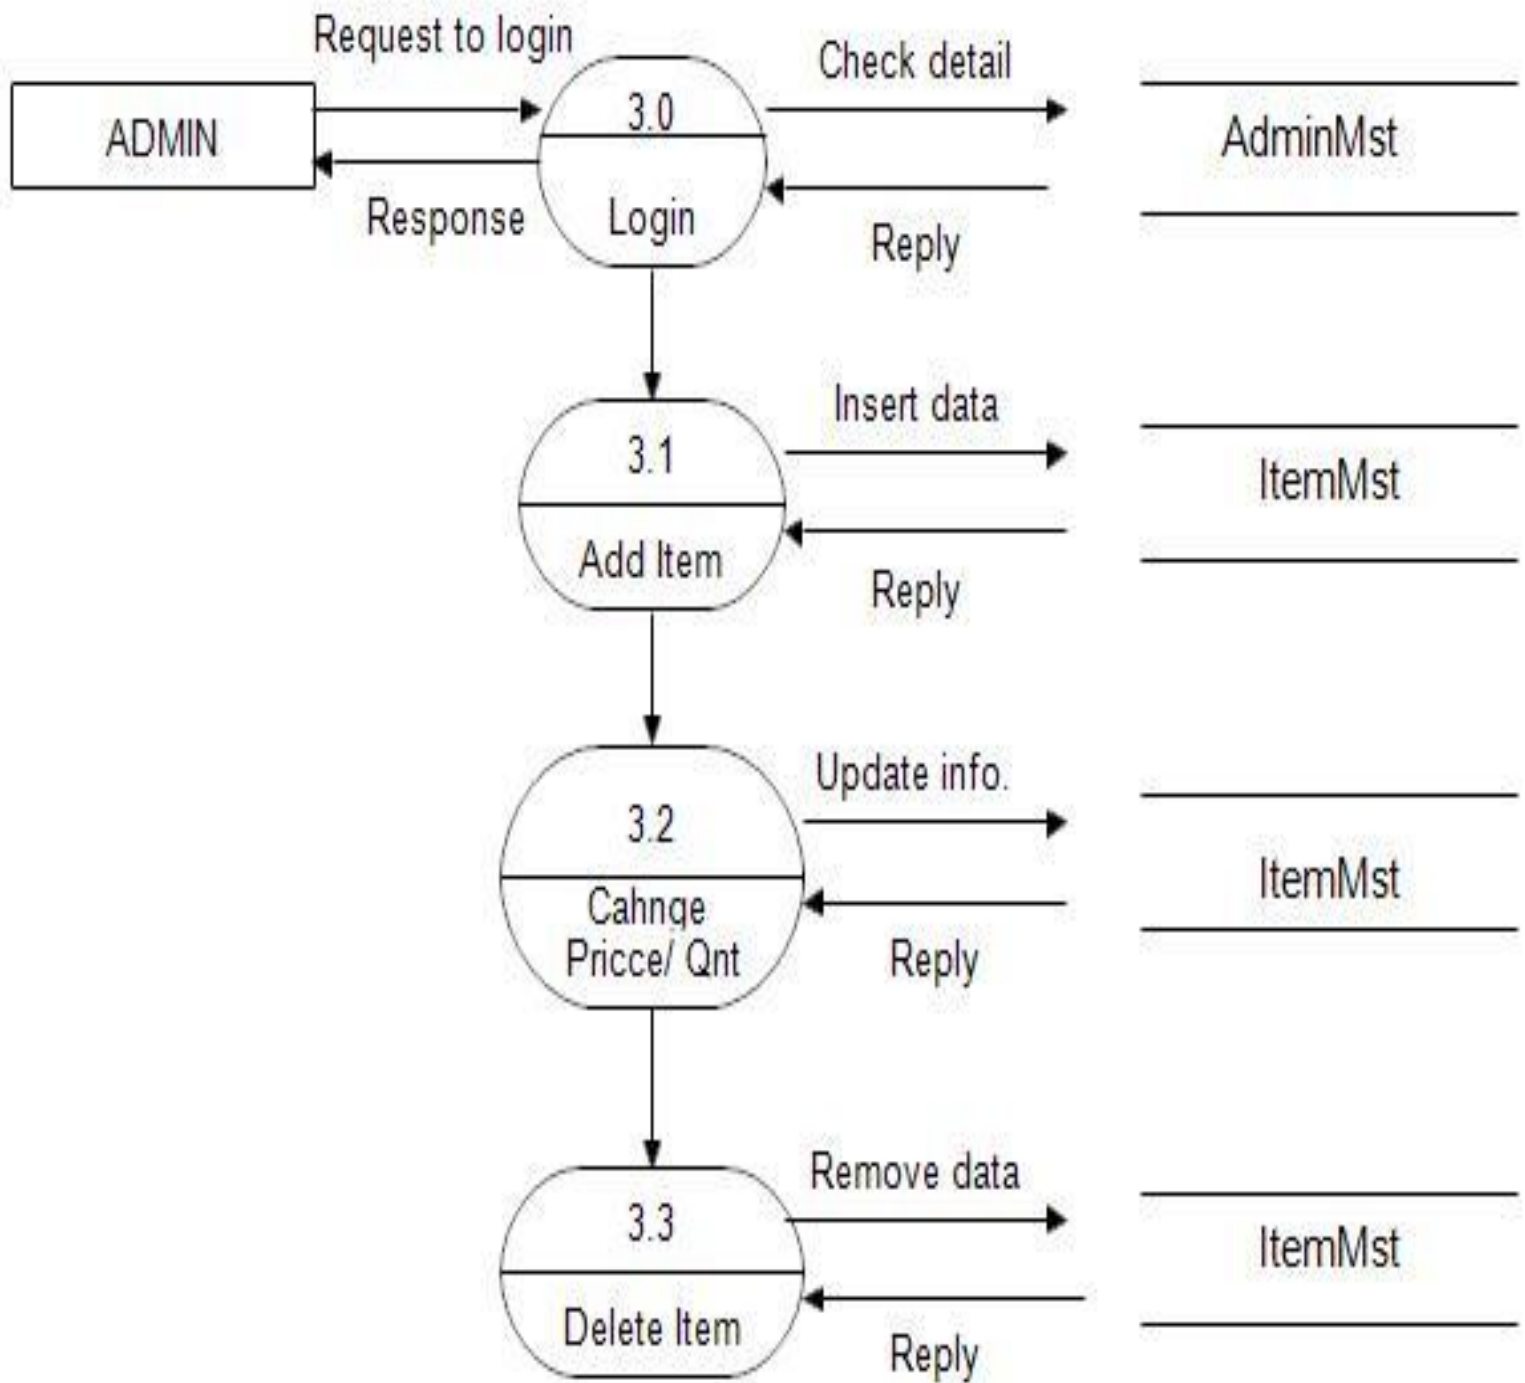 Request to login
Check detail
ADMIN
3.0
AdminMst
Response
Login
Reply
Insert data
3.1
ItemMst
Add Item
Reply
Update info.
3.2
ItemMst
Cahnge
Pricce/ Qnt
Reply
Remove data
3.3
ItemMst
Delete Item
Reply